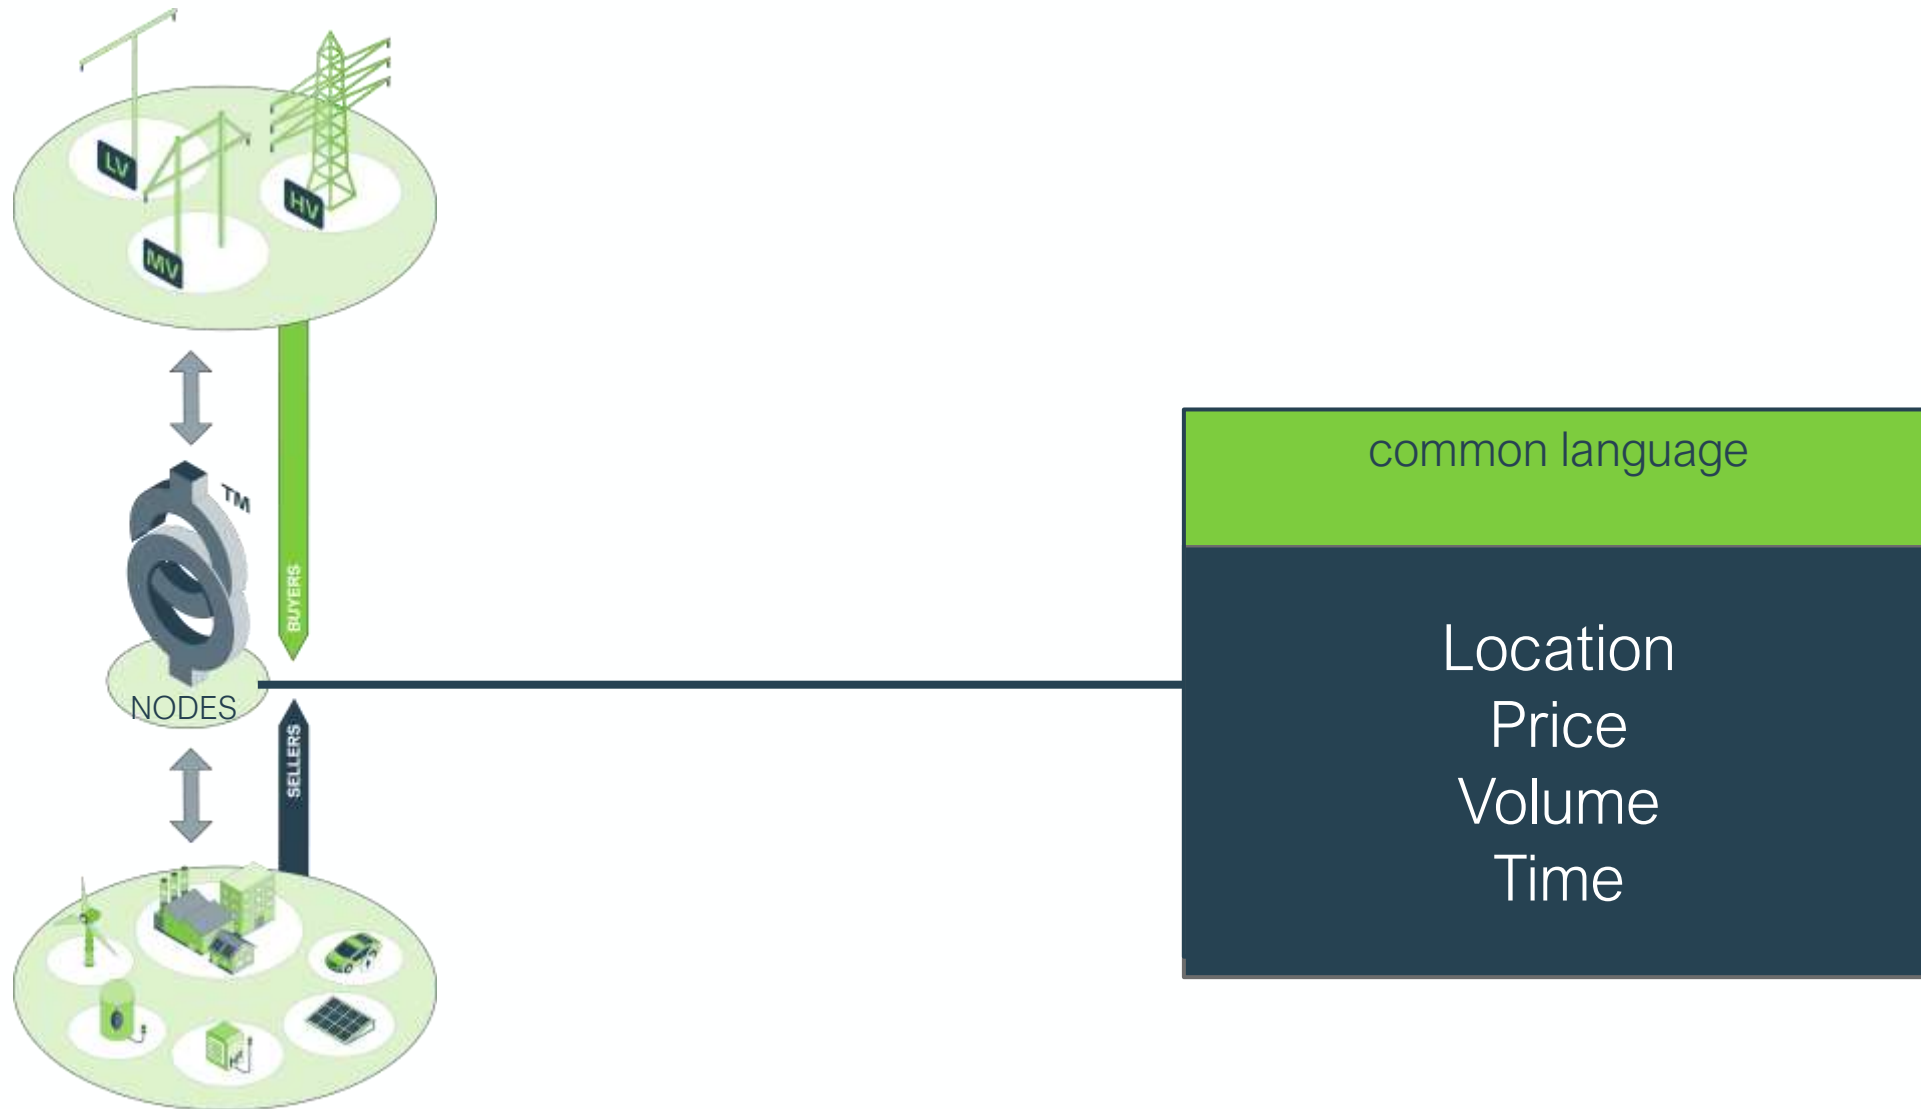 LV
HV
MV
TM
BUYERS
NODES
SELLERS
common language
Location
Price
Volume
Time